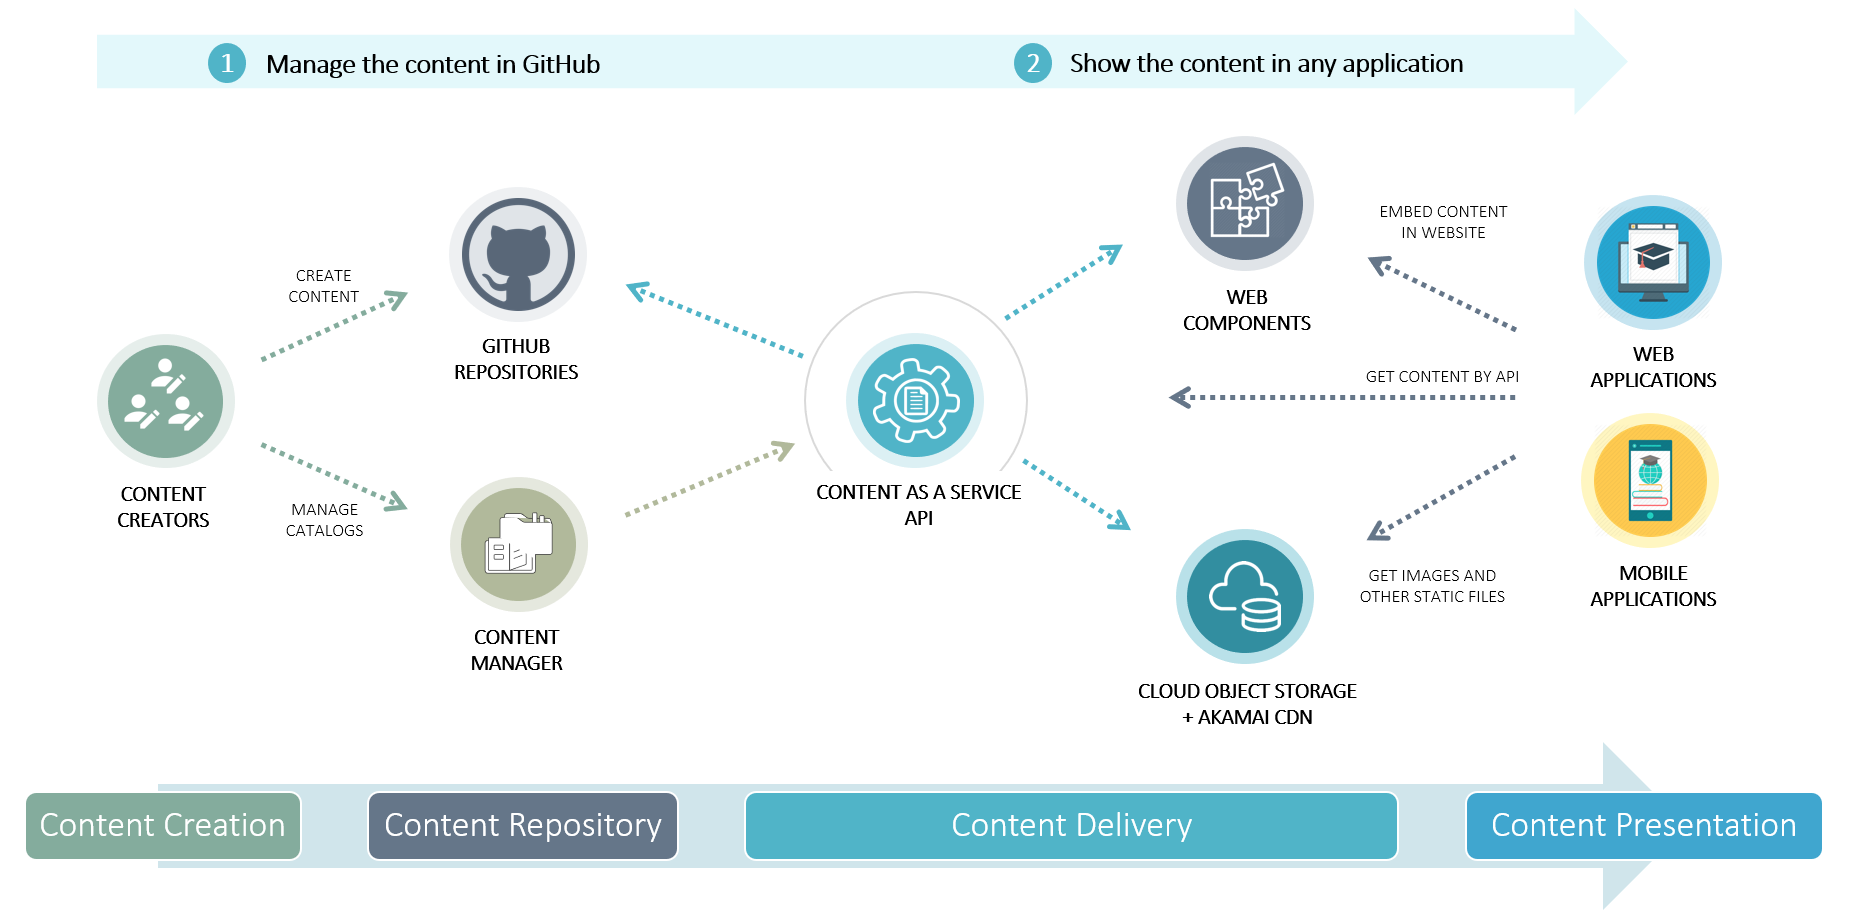 1 Manage the content in GitHub
2 Show the content in any application
CREATE
CONTENT
GITHUB
REPOSITORIES
CONTENT
CREATORS
MANAGE
CATALOGS
CONTENT
MANAGER
CONTENT AS A SERVICE
API
WEB
COMPONENTS
EMBED CONTENT
IN WEBSITE
WEB
APPLICATIONS
GET CONTENT BY API
MOBILE
APPLICATIONS
GET IMAGES AND
OTHER STATIC FILES
CLOUD OBJECT STORAGE
+ AKAMAI CDN
Content Creation
Content Repository
Content Delivery
Content Presentation